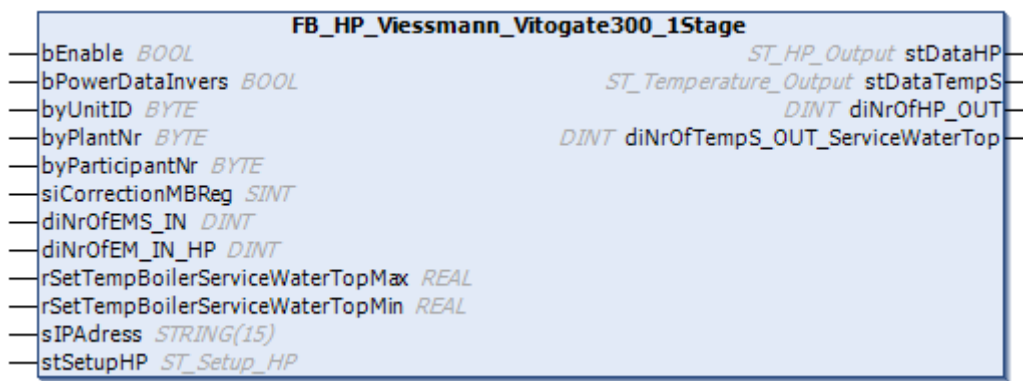 FB_HP_Viessmann_Vitogate300_1Stage
bEnable BOOL ST_HP_Output stDataHP
bPowerDataInvers BOOL ST_Temperature_Output stDataTempS
byUnitID BYTE DINT diNrOfHP_OUT
byPlantNr BYTE DINT diNrOfTempS_OUT_ServiceWaterTop
byParticipantNr BYTE
siCorrectionMBReg SINT
diNrOfEMS_IN DINT
diNrOfEM_IN_HP DINT
rSetTempBoilerServiceWaterTopMax REAL
rSetTempBoilerServiceWaterTopMin REAL
sIPAdress STRING(15)
stSetupHP ST_Setup_HP